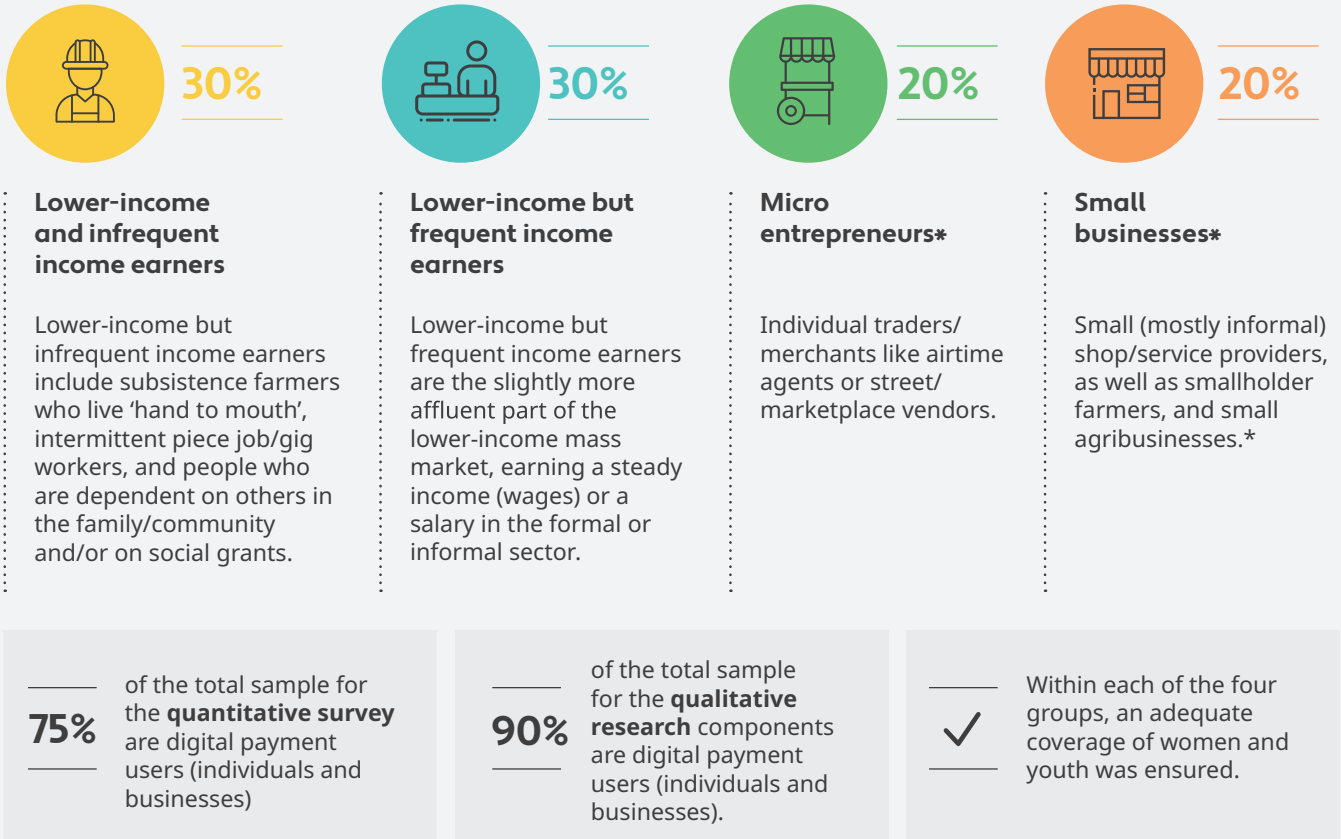 30%
Lower-income
and infrequent
income earners
Lower-income but
infrequent income earners
include subsistence farmers
who live ‘hand to mouth’,
intermittent piece job/gig
workers, and people who
are dependent on others in
the family/community
and/or on social grants.
30%
Lower-income but
frequent income
earners
Lower-income but
frequent income earners
are the slightly more
affluent part of the
lower-income mass
market, earning a steady
income (wages) or a
salary in the formal or
informal sector.
20%
Micro
entrepreneurs*
Individual traders/
merchants like airtime
agents or street/
marketplace vendors.
20%
Small
businesses*
Small (mostly informal)
shop/service providers,
as well as smallholder
farmers, and small
agribusinesses.*
75%
of the total sample for
the quantitative survey
are digital payment
users (individuals and
businesses)
90%
of the total sample
for the qualitative
research components
are digital payment
users (individuals and
businesses).
Within each of the four
groups, an adequate
coverage of women and
youth was ensured.